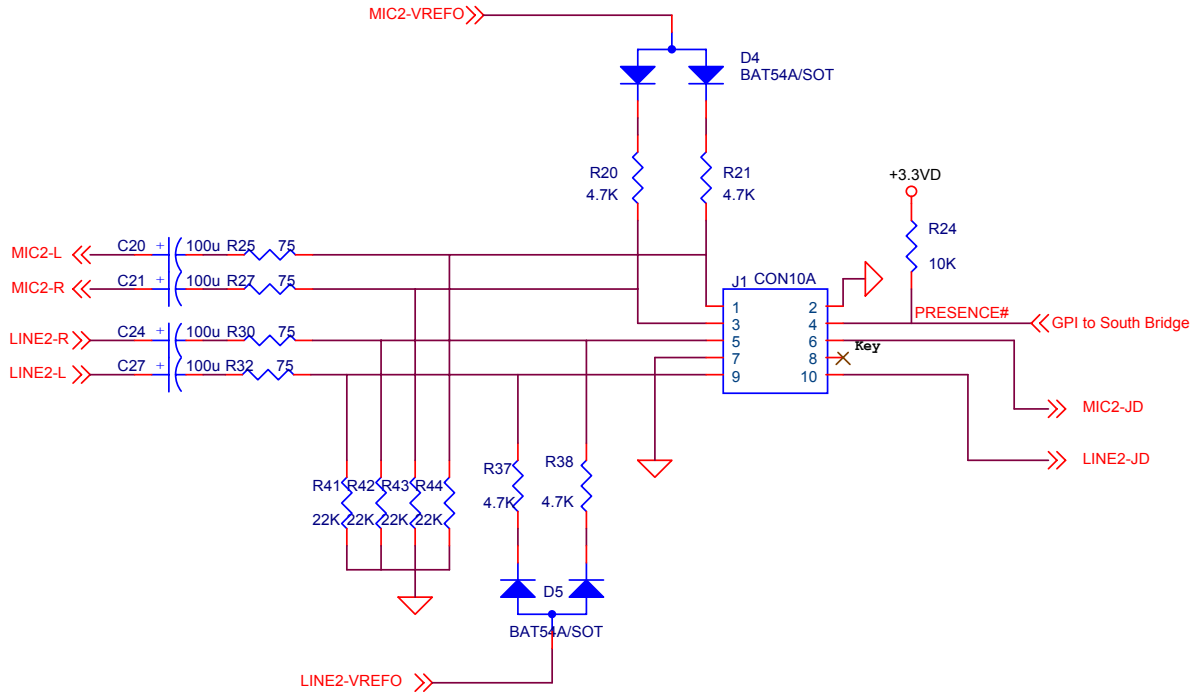 MIC2-VREFO
D4
BAT54A/SOT
R20
4.7K
R21
4.7K
+3.3VD
R24
10K
MIC2-L
C20
+
100u
R25
75
MIC2-R
C21
+
100u
R27
75
LINE2-R
C24
+
100u
R30
75
LINE2-L
C27
+
100u
R32
75
J1
CON10A
1
2
3
4
5
6
7
8
9
10
PRESENCE#
GPI to South Bridge
Key
MIC2-JD
LINE2-JD
R41
22K
R42
22K
R43
22K
R44
22K
R37
4.7K
R38
4.7K
D5
BAT54A/SOT
LINE2-VREFO